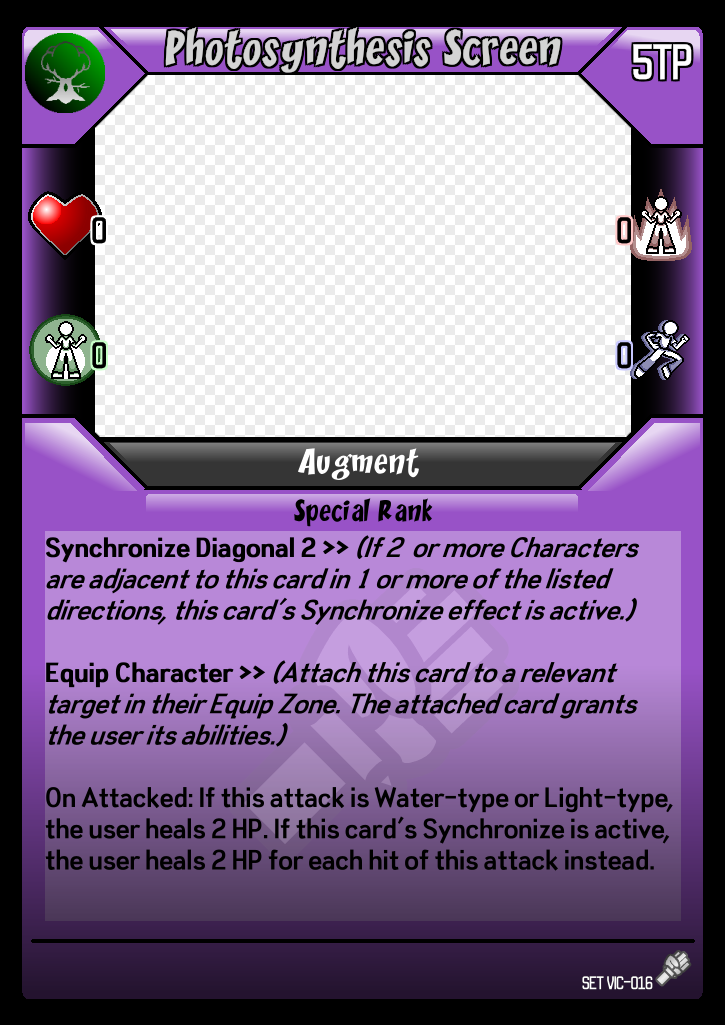 Photosynthesis Screen
5TP
0
0
0
0
Augment
Special Rank
Synchronize Diagonal 2 >> (If 2 or more Characters
are adjacent to this card in 1 or more of the listed
directions, this card's Synchronize effect is active.)
Equip Character >> (Attach this card to a relevant
target in their Equip Zone. The attached card grants
the user its abilities.)
On Attacked: If this attack is Water-type or Light-type,
the user heals 2 HP. If this card's Synchronize is active,
the user heals 2 HP for each hit of this attack instead.
SET VIC-016